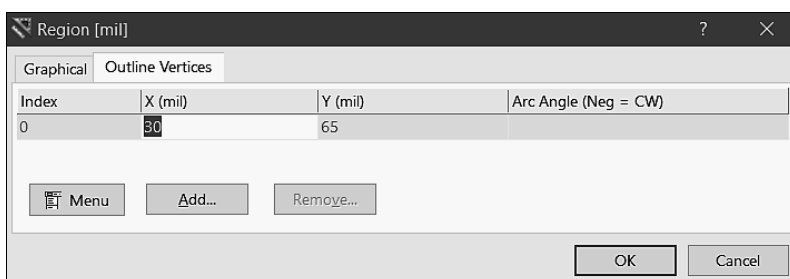 Region [mil] ? ×
Graphical Outline Vertices
Index X (mil) Y (mil) Arc Angle (Neg = CW)
0 30 65
Menu Add... Remove...
OK Cancel